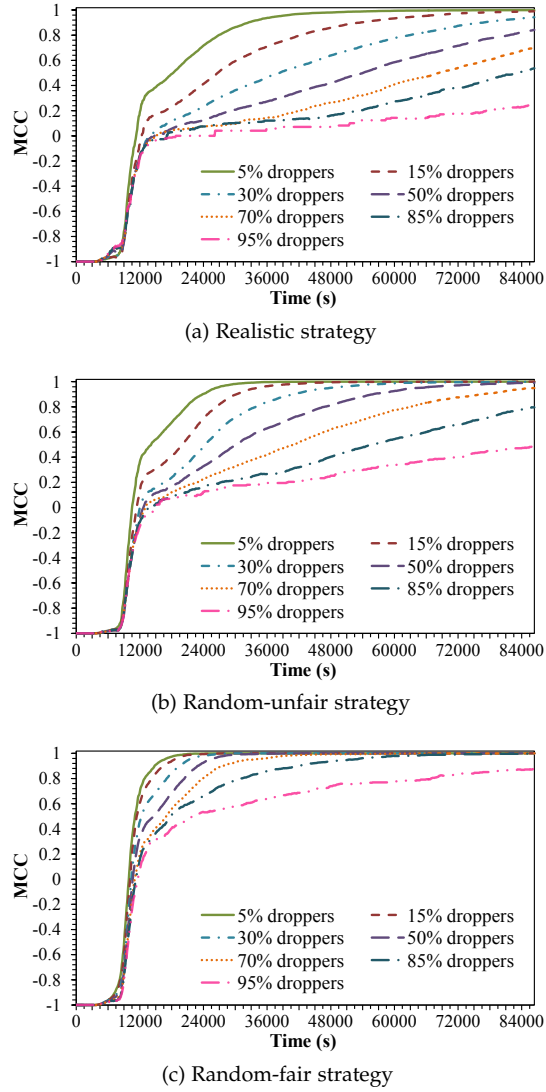 1
0.8
0.6
0.4
0.2
0
-0.2
-0.4
-0.6
-0.8
-1
MCC
5% droppers 15% droppers
30% droppers 50% droppers
70% droppers 85% droppers
95% droppers
0 12000 24000 36000 48000 60000 72000 84000
Time (s)
(a) Realistic strategy
1
0.8
0.6
0.4
0.2
0
-0.2
-0.4
-0.6
-0.8
-1
MCC
5% droppers 15% droppers
30% droppers 50% droppers
70% droppers 85% droppers
95% droppers
0 12000 24000 36000 48000 60000 72000 84000
Time (s)
(b) Random-unfair strategy
1
0.8
0.6
0.4
0.2
0
-0.2
-0.4
-0.6
-0.8
-1
MCC
5% droppers 15% droppers
30% droppers 50% droppers
70% droppers 85% droppers
95% droppers
0 12000 24000 36000 48000 60000 72000 84000
Time (s)
(c) Random-fair strategy